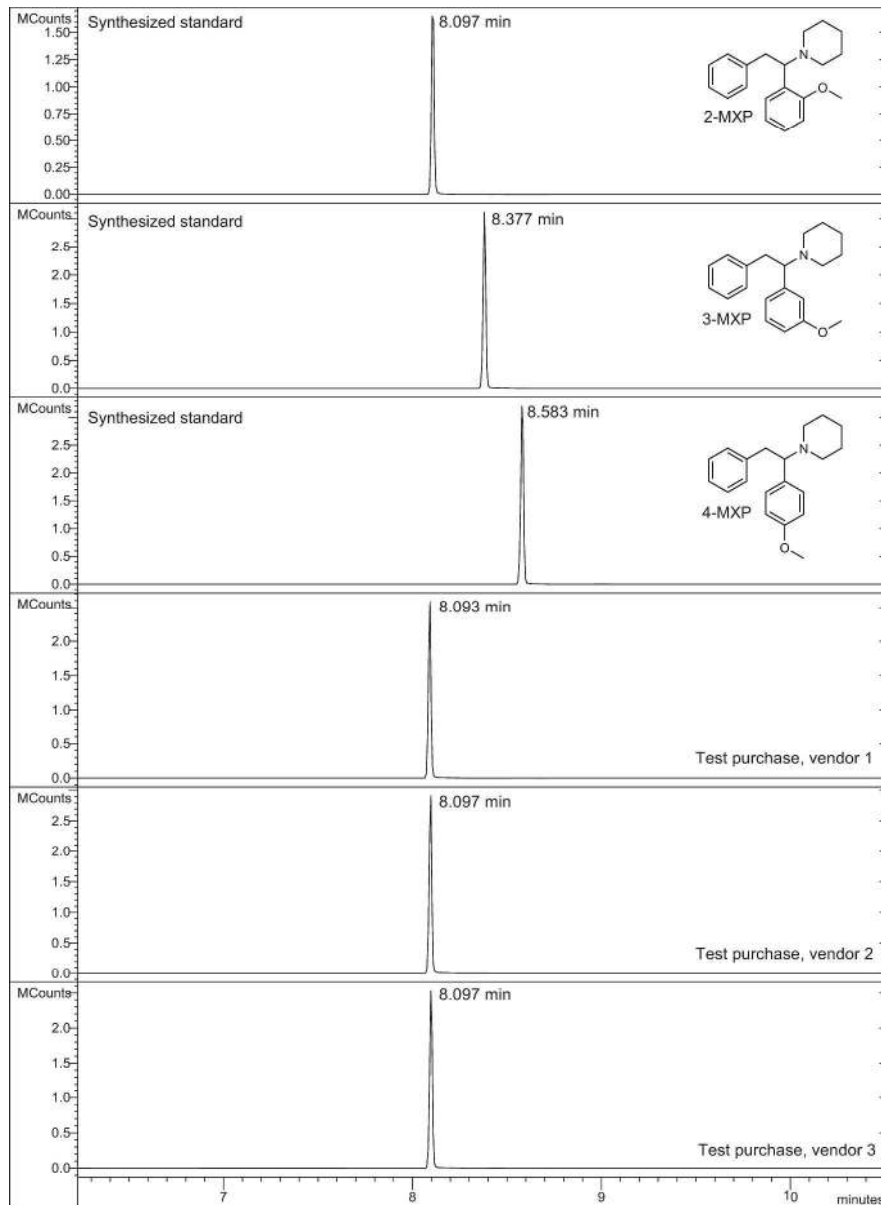 MCounts
Synthesized standard
8.097 min
1.50
1.25
1.00
0.75
0.50
0.25
0.00
N
O
2-MXP
MCounts
Synthesized standard
8.377 min
2.5
2.0
1.5
1.0
0.5
0.0
N
3-MXP
O
MCounts
Synthesized standard
8.583 min
2.5
2.0
1.5
1.0
0.5
0.0
N
4-MXP
O
MCounts
8.093 min
2.0
1.5
1.0
0.5
0.0
Test purchase, vendor 1
MCounts
8.097 min
2.5
2.0
1.5
1.0
0.5
0.0
Test purchase, vendor 2
MCounts
8.097 min
2.0
1.5
1.0
0.5
0.0
Test purchase, vendor 3
7 8 9 10 minutes